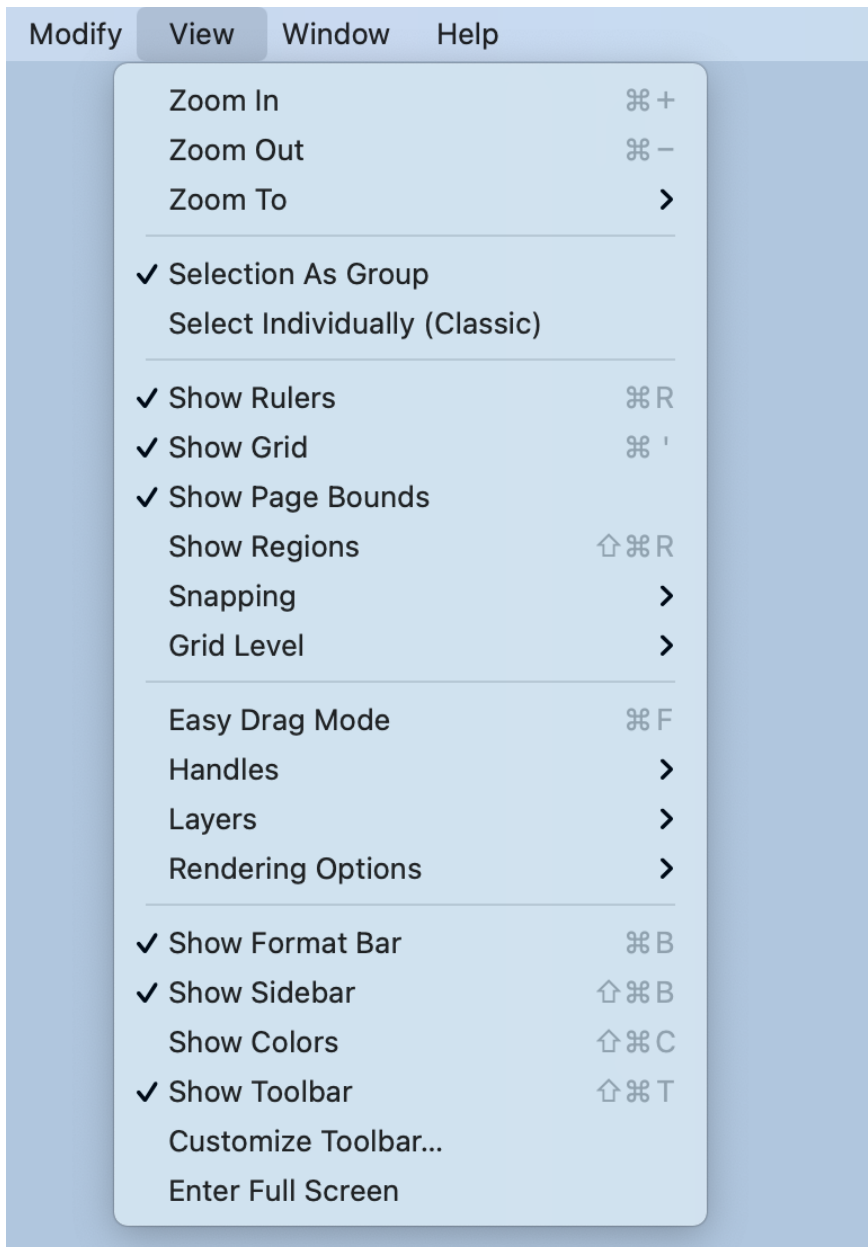 Modify View Window Help
Zoom In ⌘+
Zoom Out ⌘−
Zoom To
✓ Selection As Group
Select Individually (Classic)
✓ Show Rulers ⌘R
✓ Show Grid ⌘'
✓ Show Page Bounds
Show Regions ⇧⌘R
Snapping
Grid Level
Easy Drag Mode ⌘F
Handles
Layers
Rendering Options
✓ Show Format Bar ⌘B
✓ Show Sidebar ⇧⌘B
Show Colors ⇧⌘C
✓ Show Toolbar ⇧⌘T
Customize Toolbar...
Enter Full Screen